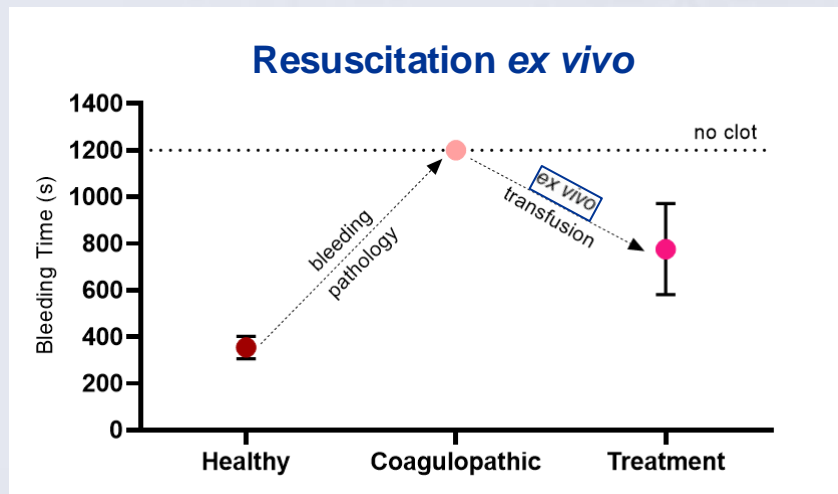 Resuscitation ex vivo
1400
1200
1000
800
600
400
200
0
Bleeding Time (s)
no clot
bleeding
pathology
ex vivo
transfusion
Healthy
Coagulopathic
Treatment